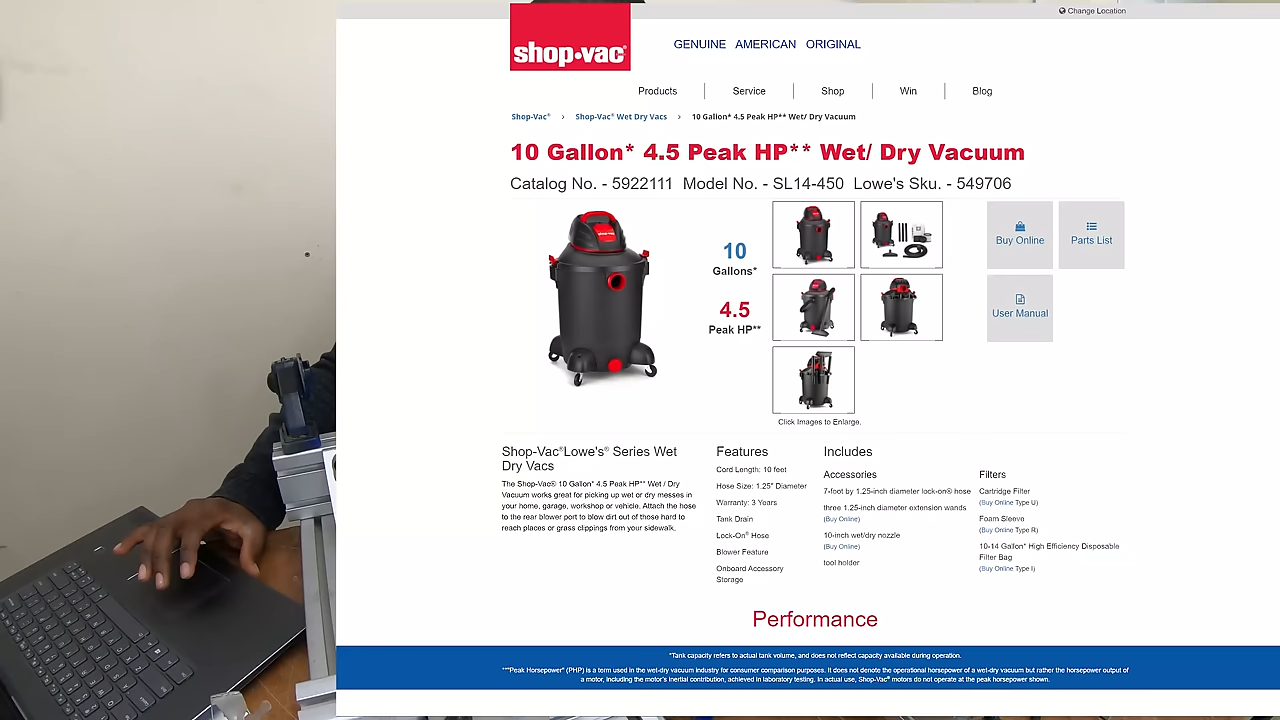 Change Location
shop·vac®
GENUINE AMERICAN ORIGINAL
Products
Service
Shop
Win
Blog
Shop-Vac® › Shop-Vac® Wet Dry Vacs › 10 Gallon* 4.5 Peak HP** Wet/ Dry Vacuum
10 Gallon* 4.5 Peak HP** Wet/ Dry Vacuum
Catalog No. - 5922111 Model No. - SL14-450 Lowe's Sku. - 549706
10
Gallons*
4.5
Peak HP**
Click Images to Enlarge.
Buy Online
Parts List
User Manual
Shop-Vac®Lowe's® Series Wet
Dry Vacs
The Shop-Vac® 10 Gallon* 4.5 Peak HP** Wet / Dry
Vacuum works great for picking up wet or dry messes in
your home, garage, workshop or vehicle. Attach the hose
to the rear blower port to blow dirt out of those hard to
reach places or grass clippings from your sidewalk.
Features
Cord Length: 10 feet
Hose Size: 1.25" Diameter
Warranty: 3 Years
Tank Drain
Lock-On® Hose
Blower Feature
Onboard Accessory
Storage
Includes
Accessories
7-foot by 1.25-inch diameter lock-on® hose
three 1.25-inch diameter extension wands
(Buy Online)
10-inch wet/dry nozzle
(Buy Online)
tool holder
Filters
Cartridge Filter
(Buy Online Type U)
Foam Sleeve
(Buy Online Type R)
10-14 Gallon* High Efficiency Disposable
Filter Bag
(Buy Online Type I)
Performance
*Tank capacity refers to actual tank volume, and does not reflect capacity available during operation.
**"Peak Horsepower" (PHP) is a term used in the wet-dry vacuum industry for consumer comparison purposes. It does not denote the operational horsepower of a wet-dry vacuum but rather the horsepower output of
a motor, including the motor's inertial contribution, achieved in laboratory testing. In actual use, Shop-Vac® motors do not operate at the peak horsepower shown.